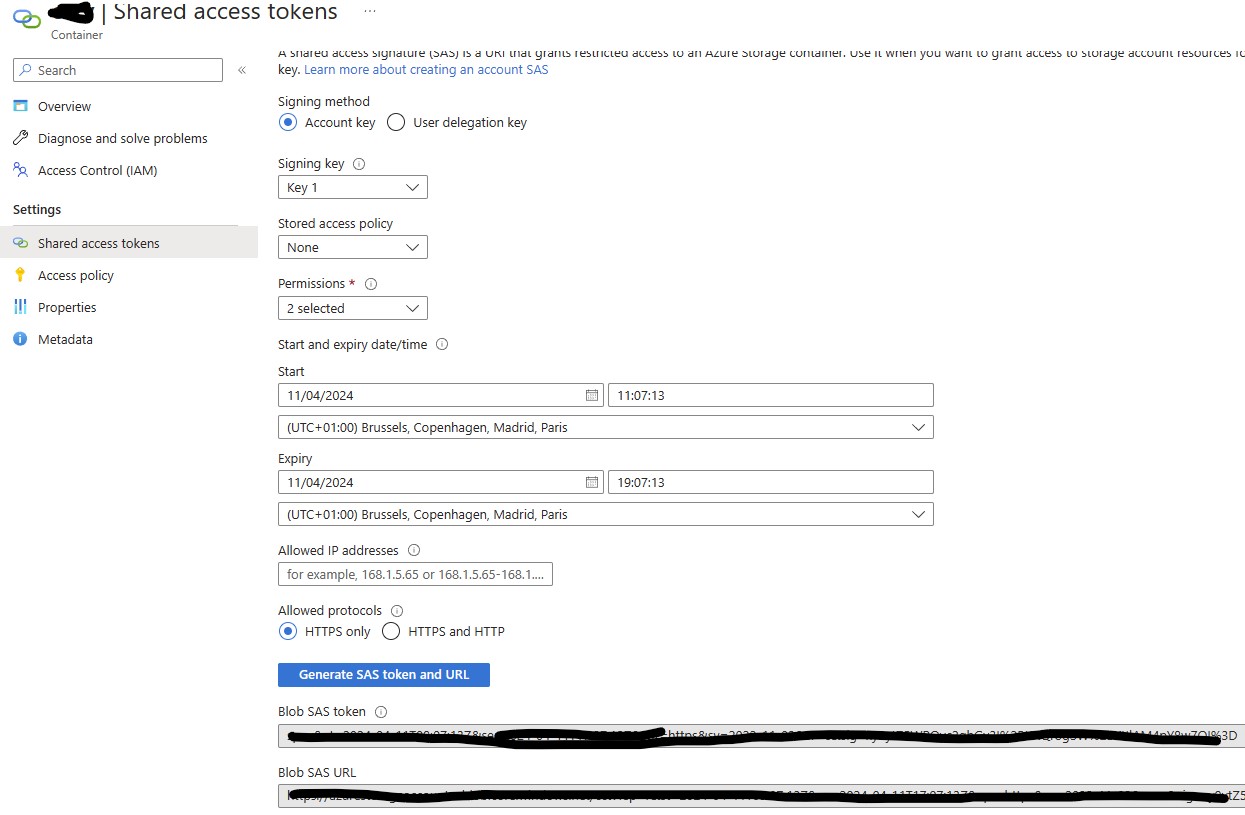 | Shared access tokens ...
Container
Search «
Overview
Diagnose and solve problems
Access Control (IAM)
Settings
Shared access tokens
Access policy
Properties
Metadata
A shared access signature (SAS) is a URI that grants restricted access to an Azure Storage container. Use it when you want to grant access to storage account resources
key. Learn more about creating an account SAS
Signing method
Account key User delegation key
Signing key
Key 1
Stored access policy
None
Permissions *
2 selected
Start and expiry date/time
Start
11/04/2024 11:07:13
(UTC+01:00) Brussels, Copenhagen, Madrid, Paris
Expiry
11/04/2024 19:07:13
(UTC+01:00) Brussels, Copenhagen, Madrid, Paris
Allowed IP addresses
for example, 168.1.5.65 or 168.1.5.65-168.1....
Allowed protocols
HTTPS only HTTPS and HTTP
Generate SAS token and URL
Blob SAS token
Blob SAS URL